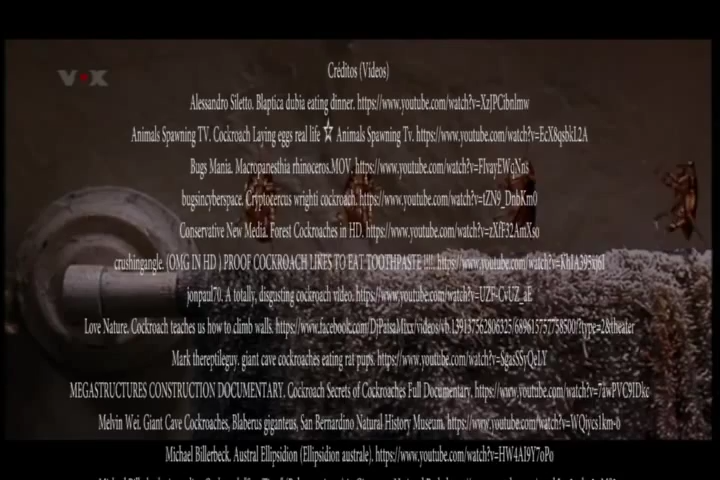 VOX
Créditos (Videos)
Alessandro Siletto. Blaptica dubia eating dinner. https://www.youtube.com/watch?v=XzJPCtbnlmw
Animals Spawning TV. Cockroach Laying eggs real life ☆ Animals Spawning Tv. https://www.youtube.com/watch?v=EcX8qsbkL2A
Bugs Mania. Macropanesthia rhinoceros.MOV. https://www.youtube.com/watch?v=FIvayEWqNns
bugsincyberspace. Cryptocercus wrighti cockroach. https://www.youtube.com/watch?v=tZN9_DnbKm0
Conservative New Media. Forest Cockroaches in HD. https://www.youtube.com/watch?v=zXfF32AmXso
crushingangle. (OMG IN HD ) PROOF COCKROACH LIKES TO EAT TOOTHPASTE !!!!. https://www.youtube.com/watch?v=KhIA395xj6I
jonpaul70. A totally, disgusting cockroach video. https://www.youtube.com/watch?v=UZF-CvUZ_aE
Love Nature. Cockroach teaches us how to climb walk. https://www.facebook.com/DjPaisaMixx/videos/vb.139137562806325/689615757758500/?type=2&theater
Mark thereptileguy. giant cave cockroaches eating rat pups. https://www.youtube.com/watch?v=SgasSSyQeLY
MEGASTRUCTURES CONSTRUCTION DOCUMENTARY. Cockroach Secrets of Cockroaches Full Documentary. https://www.youtube.com/watch?v=7awPVC9IDkc
Melvin Wei. Giant Cave Cockroaches, Blaberus giganteus, San Bernardino Natural History Museum. https://www.youtube.com/watch?v=WQjvcs1km-o
Michael Billerbeck. Austral Ellipsidion (Ellipsidion australe). https://www.youtube.com/watch?v=HW4AI9Y7oPo